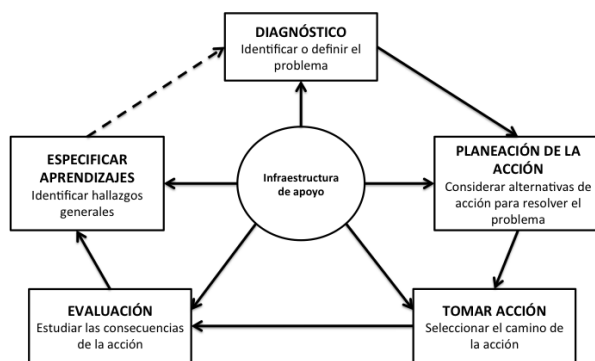 DIAGNÓSTICO
Identificar o definir el
problema
ESPECIFICAR
APRENDIZAJES
Identificar hallazgos
generales
Infraestructura
de apoyo
PLANEACIÓN DE LA
ACCIÓN
Considerar alternativas de
acción para resolver el
problema
EVALUACIÓN
Estudiar las consecuencias
de la acción
TOMAR ACCIÓN
Seleccionar el camino de
la acción